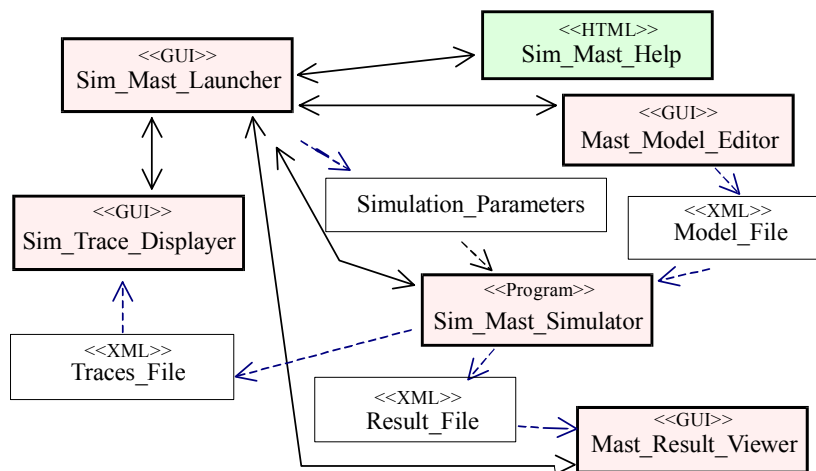 <<GUI>>
Sim_Mast_Launcher
<<HTML>>
Sim_Mast_Help
<<GUI>>
Mast_Model_Editor
Simulation_Parameters
<<GUI>>
Sim_Trace_Displayer
<<XML>>
Model_File
<<Program>>
Sim_Mast_Simulator
<<XML>>
Traces_File
<<XML>>
Result_File
<<GUI>>
Mast_Result_Viewer